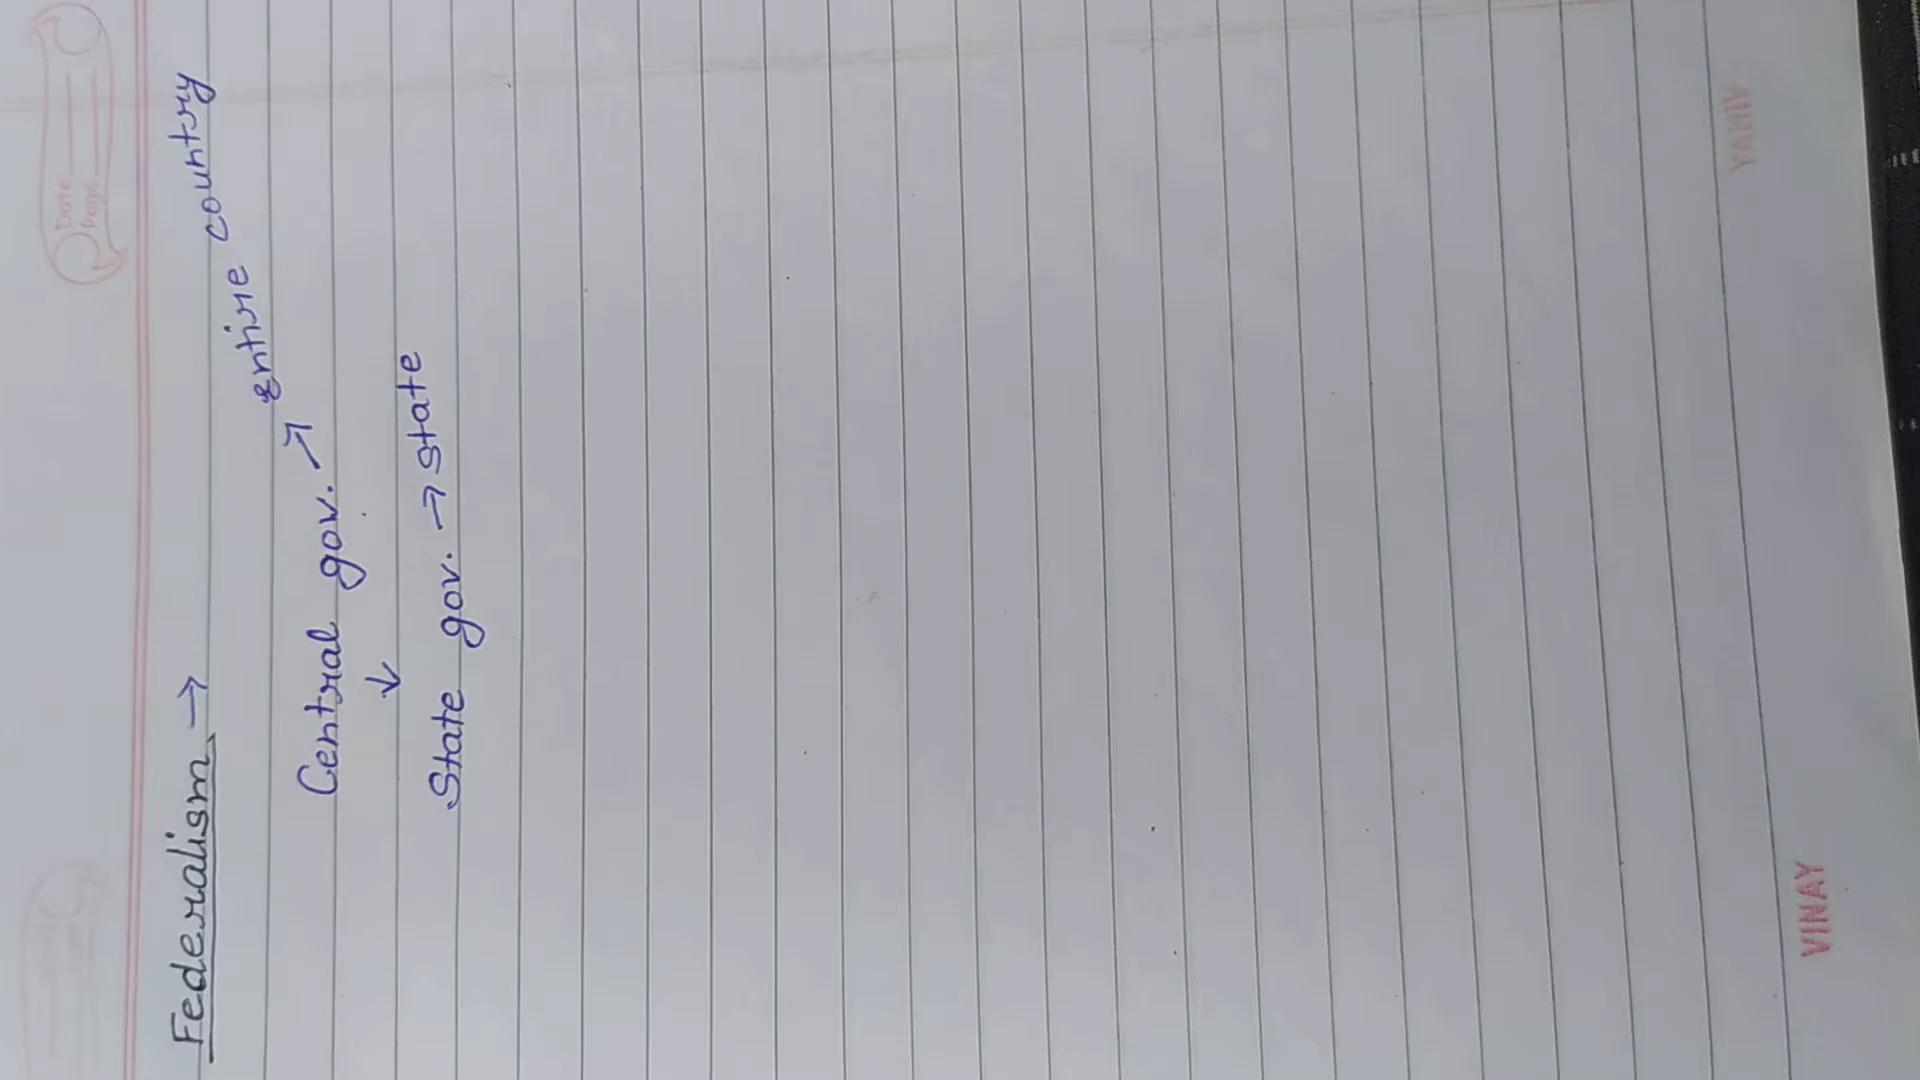 Date
Page
Federalism →
entire country
Central gov. →
↓
State gov. → state
VINAY